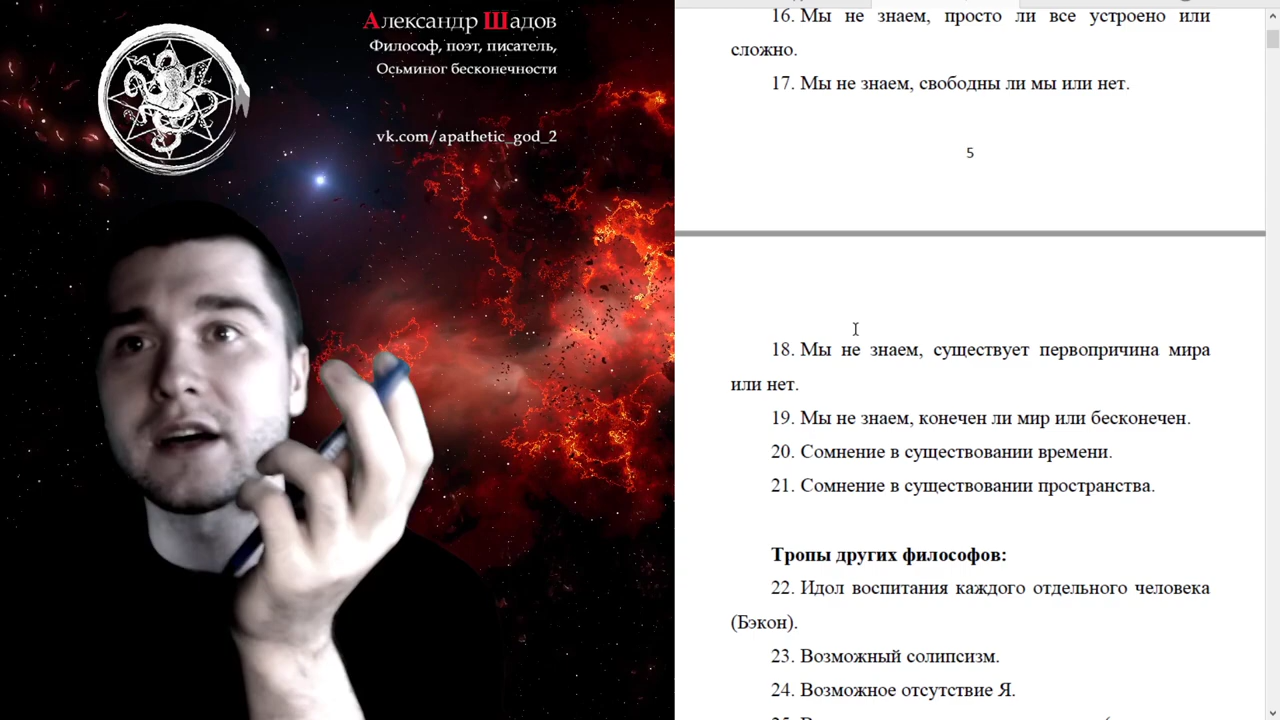 Александр Шадов
Философ, поэт, писатель,
Осьминог бесконечности
vk.com/apathetic_god_2
16. Мы не знаем, просто ли все устроено или
сложно.
17. Мы не знаем, свободны ли мы или нет.
5
18. Мы не знаем, существует первопричина мира
или нет.
19. Мы не знаем, конечен ли мир или бесконечен.
20. Сомнение в существовании времени.
21. Сомнение в существовании пространства.
Тропы других философов:
22. Идол воспитания каждого отдельного человека
(Бэкон).
23. Возможный солипсизм.
24. Возможное отсутствие Я.